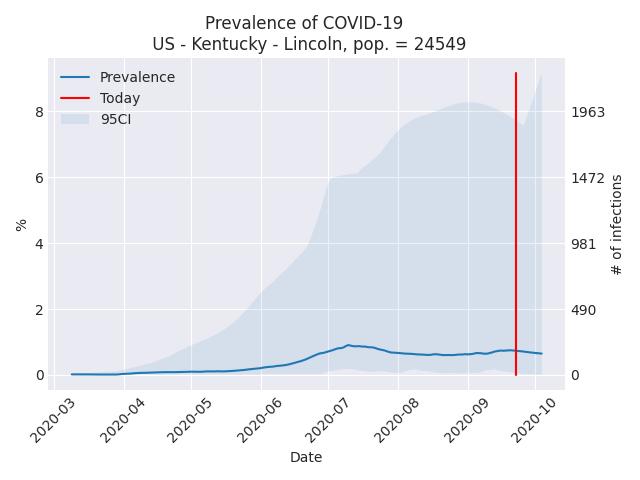 Prevalence of COVID-19
US - Kentucky - Lincoln, pop. = 24549
Prevalence
Today
95CI
8
6
4
2
0
%
1963
1472
981
490
0
# of infections
2020-03
2020-04
2020-05
2020-06
2020-07
2020-08
2020-09
2020-10
Date